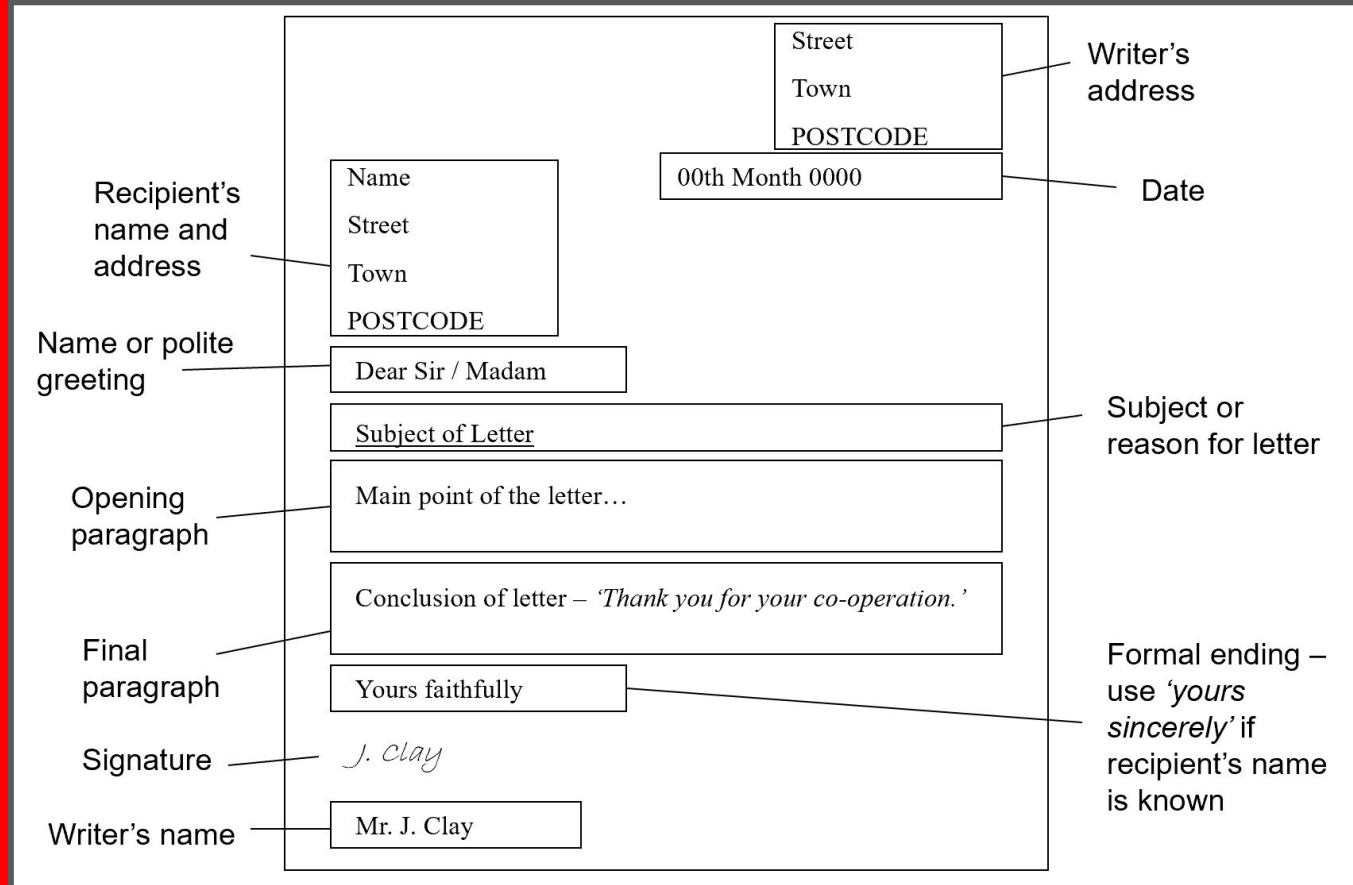 Street
Writer’s
address
Town
POSTCODE
00th Month 0000
Date
Recipient’s
name and
address
Name
Street
Town
POSTCODE
Name or polite
greeting
Dear Sir / Madam
Subject of Letter
Subject or
reason for letter
Opening
paragraph
Main point of the letter…
Conclusion of letter – ‘Thank you for your co-operation.’
Final
paragraph
Yours faithfully
Formal ending –
use ‘yours
sincerely’ if
recipient’s name
is known
Signature
J. Clay
Writer’s name
Mr. J. Clay